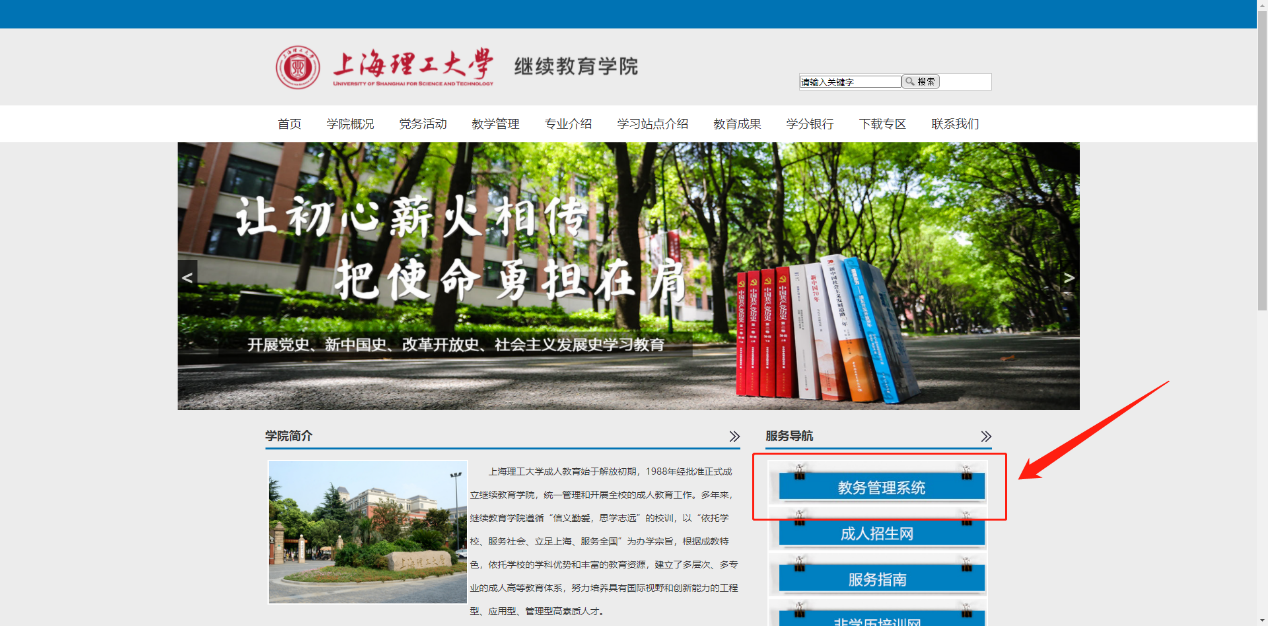 上海理工大学
UNIVERSITY OF SHANGHAI FOR SCIENCE AND TECHNOLOGY
继续教育学院
请输入关键字 搜索
首页 学院概况 党务活动 教学管理 专业介绍 学习站点介绍 教育成果 学分银行 下载专区 联系我们
让初心薪火相传
把使命勇担在肩
开展党史、新中国史、改革开放史、社会主义发展史学习教育
< >
学院简介
上海理工大学成人教育始于解放初期，1988年经批准正式成
立继续教育学院，统一管理和开展全校的成人教育工作。多年来，
继续教育学院遵循“信义勤爱，思学志远”的校训，以“依托学
校、服务社会、立足上海、服务全国”为办学宗旨，根据成教特
色，依托学校的学科优势和丰富的教育资源，建立了多层次、多专
业的成人高等教育体系，努力培养具有国际视野和创新能力的工程
型、应用型、管理型高素质人才。
服务导航
教务管理系统
成人招生网
服务指南
非学历培训网